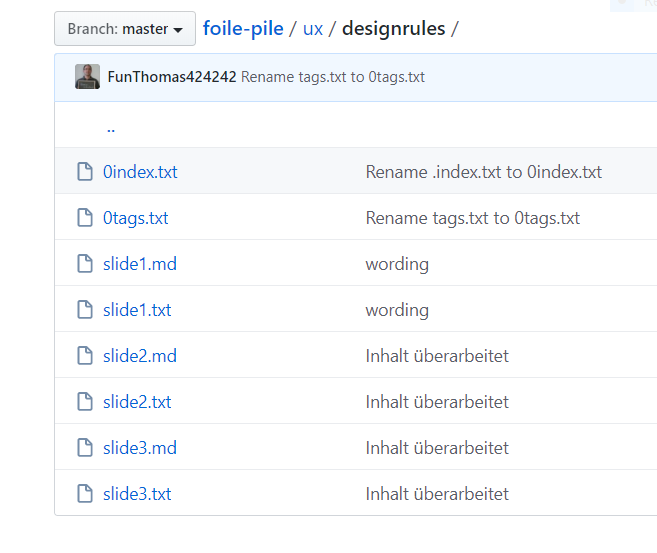 Branch: master foile-pile / ux / designrules /
FunThomas424242 Rename tags.txt to 0tags.txt
..
0index.txt Rename .index.txt to 0index.txt
0tags.txt Rename tags.txt to 0tags.txt
slide1.md wording
slide1.txt wording
slide2.md Inhalt überarbeitet
slide2.txt Inhalt überarbeitet
slide3.md Inhalt überarbeitet
slide3.txt Inhalt überarbeitet